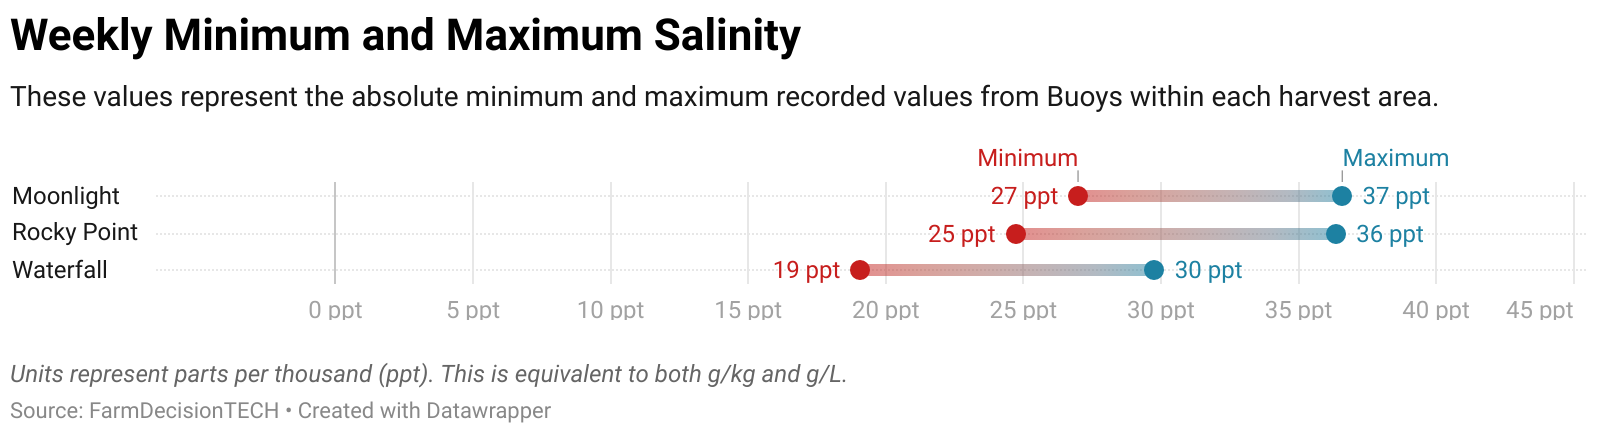 Weekly Minimum and Maximum Salinity
These values represent the absolute minimum and maximum recorded values from Buoys within each harvest area.
Minimum Maximum
Moonlight 27 ppt 37 ppt
Rocky Point 25 ppt 36 ppt
Waterfall 19 ppt 30 ppt
0 ppt 5 ppt 10 ppt 15 ppt 20 ppt 25 ppt 30 ppt 35 ppt 40 ppt 45 ppt
Units represent parts per thousand (ppt). This is equivalent to both g/kg and g/L.
Source: FarmDecisionTECH • Created with Datawrapper